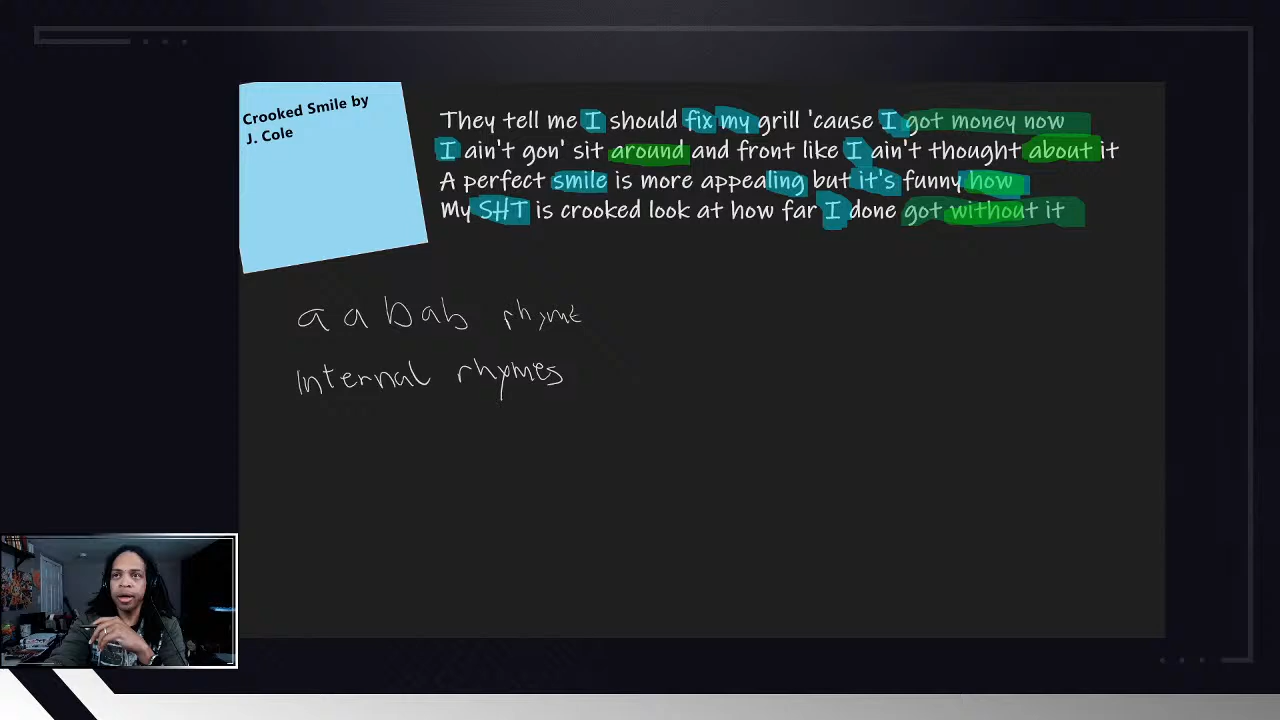 Crooked Smile by
J. Cole
They tell me I should fix my grill 'cause I got money now
I ain't gon' sit around and front like I ain't thought about it
A perfect smile is more appealing but it's funny how
My SHT is crooked look at how far I done got without it
a a b a b rhyme
Internal rhymes